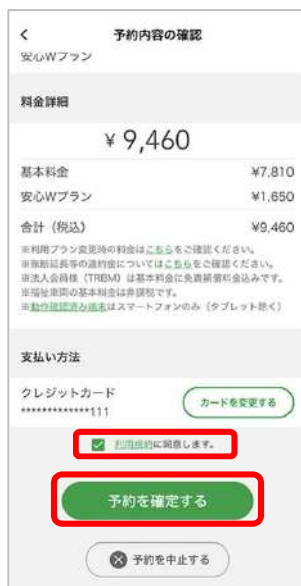 < 予約内容の確認
安心Wプラン
料金詳細
¥ 9,460
基本料金 ¥7,810
安心Wプラン ¥1,650
合計（税込） ¥9,460
※利用プラン変更時の料金はこちらをご確認ください。
※無断延長等の違約金についてはこちらをご確認ください。
※法人会員様（TRBM）は基本料金に免責補償料金込みです。
※福祉車両の基本料金は非課税です。
※動作確認済み端末はスマートフォンのみ（タブレット除く）
支払い方法
クレジットカード
*************111
カードを変更する
利用規約に同意します。
予約を確定する
予約を中止する